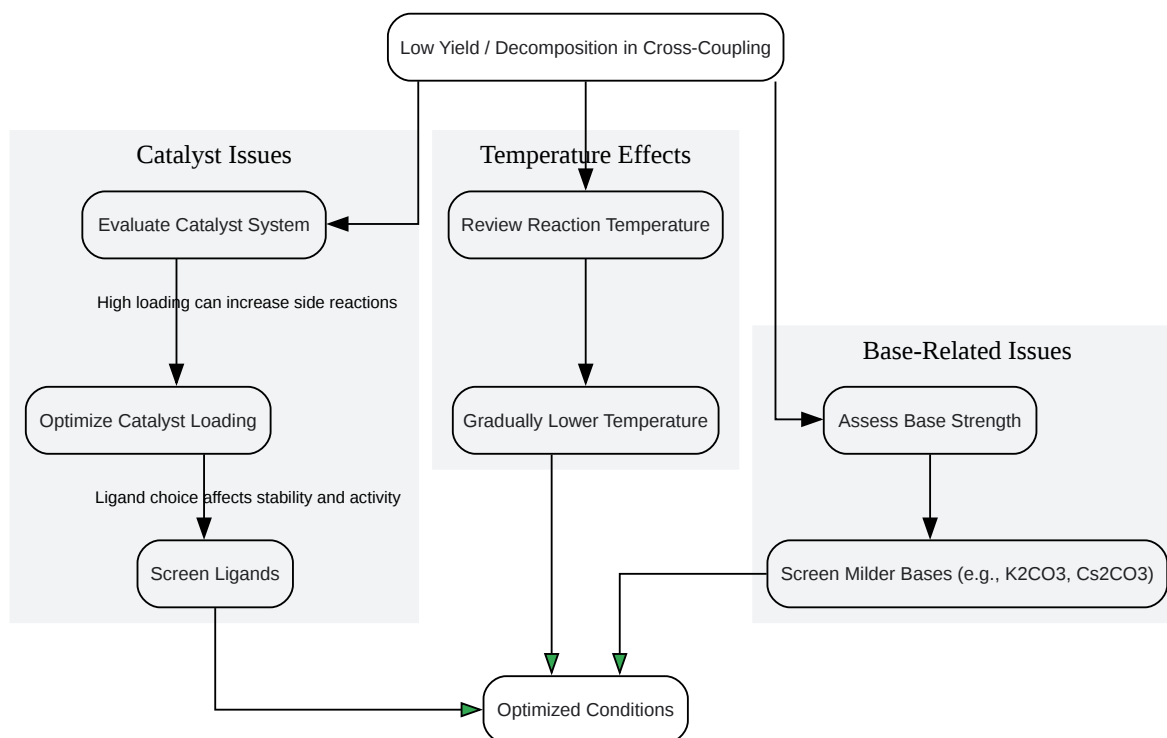 Low Yield / Decomposition in Cross-Coupling
Catalyst Issues
Evaluate Catalyst System
High loading can increase side reactions
Optimize Catalyst Loading
Ligand choice affects stability and activity
Screen Ligands
Temperature Effects
Review Reaction Temperature
Gradually Lower Temperature
Base-Related Issues
Assess Base Strength
Screen Milder Bases (e.g., K2CO3, Cs2CO3)
Optimized Conditions